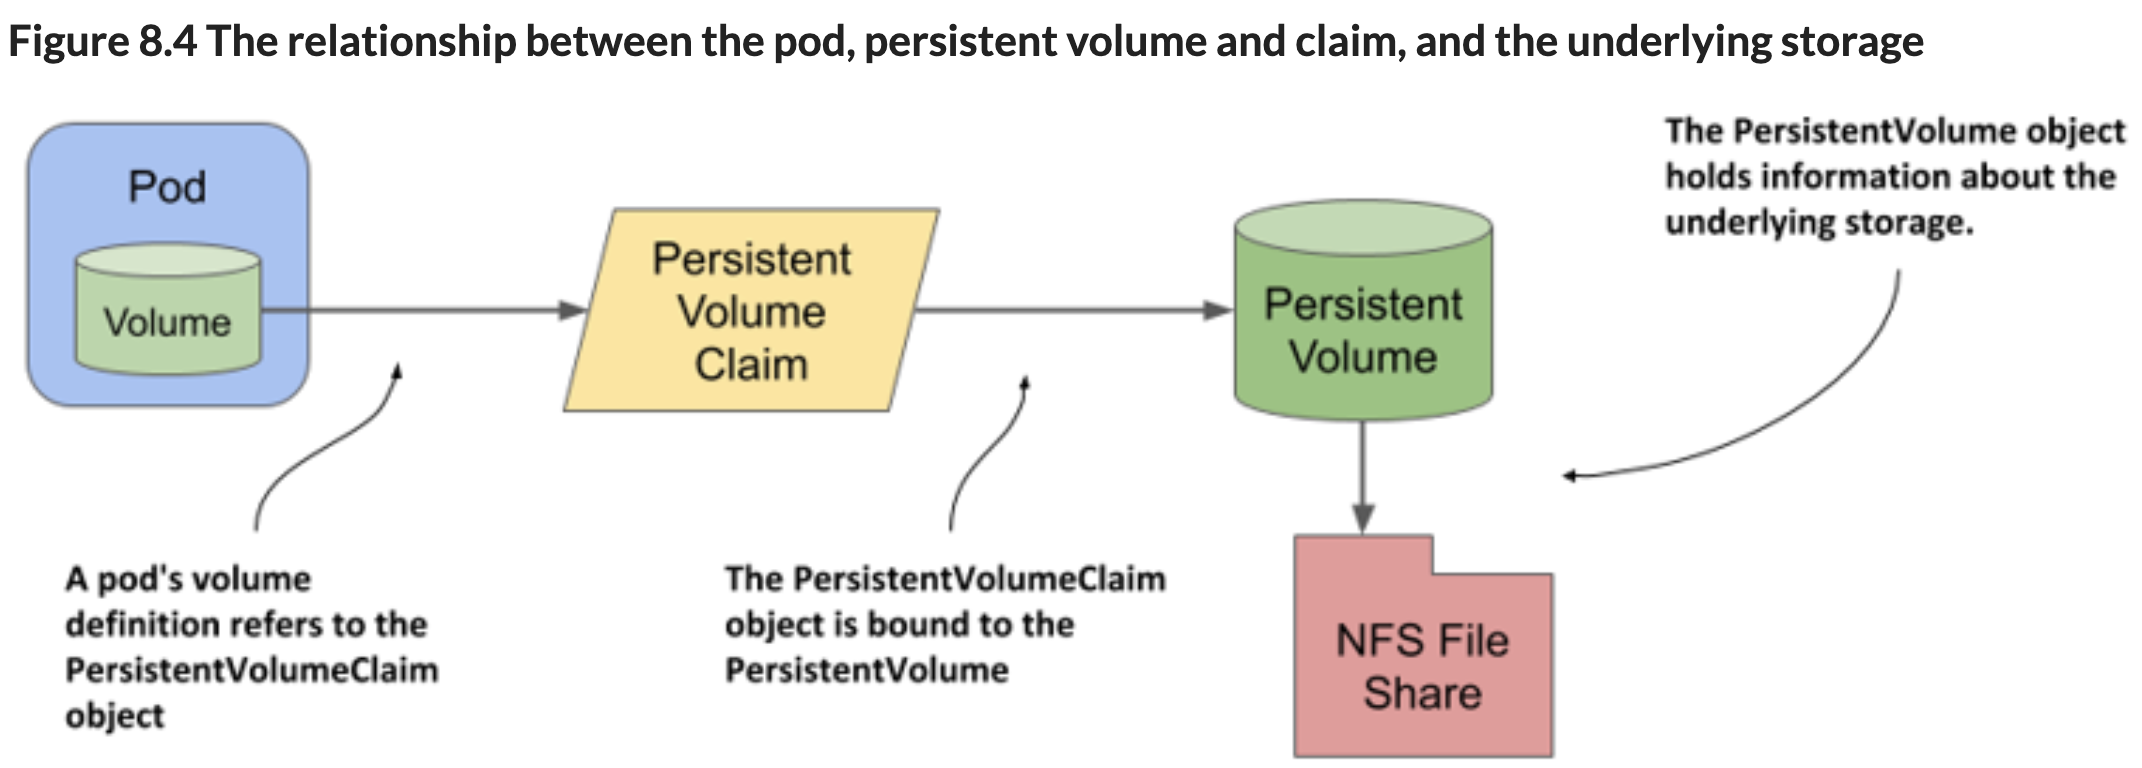 Figure 8.4 The relationship between the pod, persistent volume and claim, and the underlying storage
Pod
Volume
Persistent
Volume
Claim
Persistent
Volume
The PersistentVolume object
holds information about the
underlying storage.
A pod's volume
definition refers to the
PersistentVolumeClaim
object
The PersistentVolumeClaim
object is bound to the
PersistentVolume
NFS File
Share